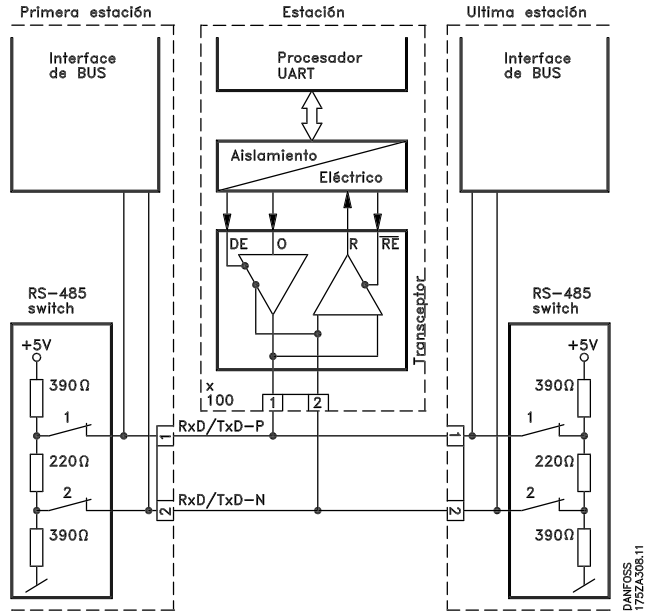 Primera estación
Estación
Ultima estación
Interface
de BUS
Procesador
UART
Interface
de BUS
Aislamiento
Eléctrico
DE
O
R
RE
Transceptor
RS-485
switch
RS-485
switch
+5V
+5V
390Ω
390Ω
x
100
1
2
1
1
RxD/TxD-P
1
1
220Ω
220Ω
2
2
RxD/TxD-N
2
2
390Ω
390Ω
DANFOSS
175ZA308.11